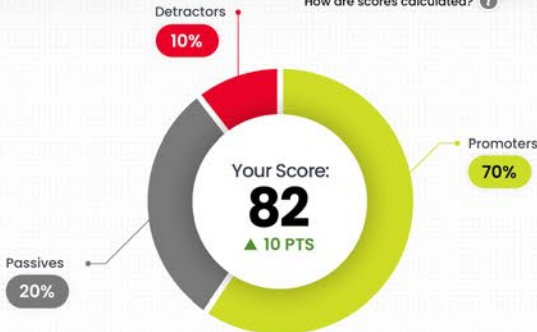 How are scores calculated? ?
Detractors
10%
Promoters
70%
Your Score:
82
▲ 10 PTS
Passives
20%